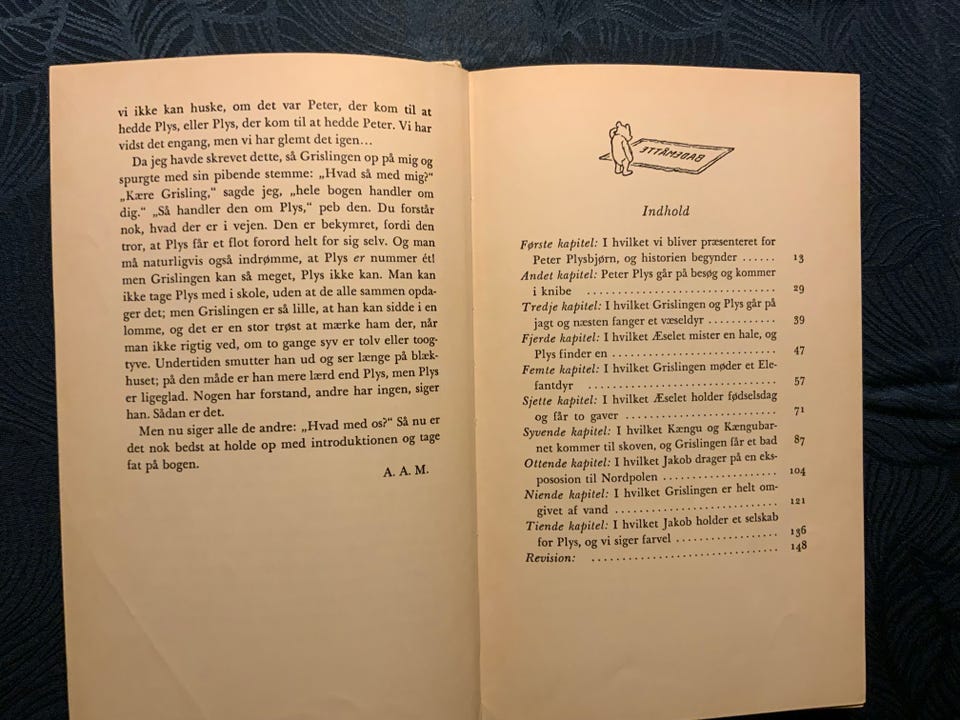 vi ikke kan huske, om det var Peter, der kom til at
hedde Plys, eller Plys, der kom til at hedde Peter. Vi har
vidst det engang, men vi har glemt det igen...
Da jeg havde skrevet dette, så Grislingen op på mig og
spurgte med sin pibende stemme: „Hvad så med mig?"
„Kære Grisling," sagde jeg, „hele bogen handler om
dig." „Så handler den om Plys," peb den. Du forstår
nok, hvad der er i vejen. Den er bekymret, fordi den
tror, at Plys får et flot forord helt for sig selv. Og man
må naturligvis også indrømme, at Plys er nummer ét!
men Grislingen kan så meget, Plys ikke kan. Man kan
ikke tage Plys med i skole, uden at de alle sammen opda-
ger det; men Grislingen er så lille, at han kan sidde i en
lomme, og det er en stor trøst at mærke ham der, når
man ikke rigtig ved, om to gange syv er tolv eller toog-
tyve. Undertiden smutter han ud og ser længe på blæk-
huset; på den måde er han mere lærd end Plys, men Plys
er ligeglad. Nogen har forstand, andre har ingen, siger
han. Sådan er det.
Men nu siger alle de andre: „Hvad med os?" Så nu er
det nok bedst at holde op med introduktionen og tage
fat på bogen.
A. A. M.
BADEMÅTTE
Indhold
Første kapitel: I hvilket vi bliver præsenteret for
Peter Plysbjørn, og historien begynder ...... 13
Andet kapitel: Peter Plys går på besøg og kommer
i knibe ................................ 29
Tredje kapitel: I hvilket Grislingen og Plys går på
jagt og næsten fanger et væseldyr ........... 39
Fjerde kapitel: I hvilket Æselet mister en hale, og
Plys finder en .......................... 47
Femte kapitel: I hvilket Grislingen møder et Ele-
fantdyr .............................. 57
Sjette kapitel: I hvilket Æselet holder fødselsdag
og får to gaver ........................ 71
Syvende kapitel: I hvilket Kængu og Kængubar-
net kommer til skoven, og Grislingen får et bad 87
Ottende kapitel: I hvilket Jakob drager på en eks-
pososion til Nordpolen .................. 104
Niende kapitel: I hvilket Grislingen er helt om-
givet af vand .......................... 121
Tiende kapitel: I hvilket Jakob holder et selskab
for Plys, og vi siger farvel ................ 136
Revision: .............................. 148